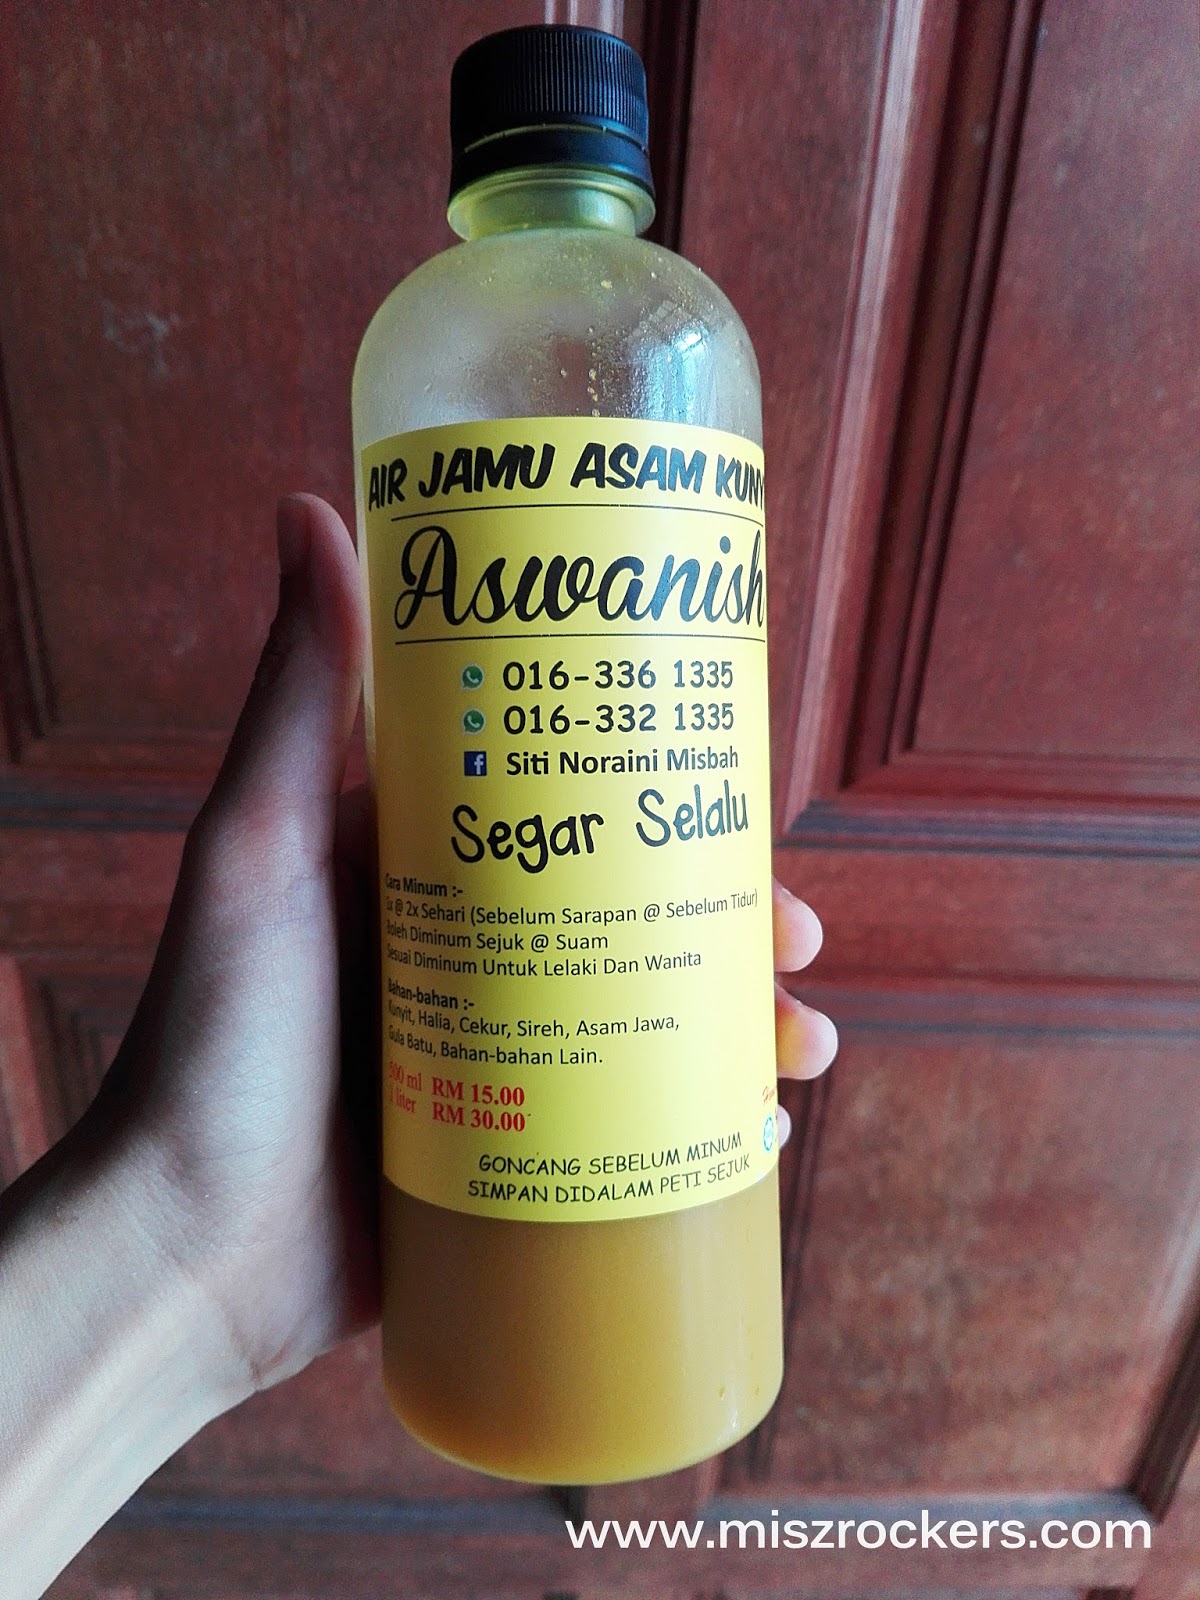 AIR JAMU ASAM KUNY
Aswanish
016-336 1335
016-332 1335
Siti Noraini Misbah
Segar Selalu
Cara Minum :-
1x @ 2x Sehari (Sebelum Sarapan @ Sebelum Tidur)
Boleh Diminum Sejuk @ Suam
Sesuai Diminum Untuk Lelaki Dan Wanita
Bahan-bahan :-
Kunyit, Halia, Cekur, Sireh, Asam Jawa,
Gula Batu, Bahan-bahan Lain.
500 ml RM 15.00
1 liter RM 30.00
GONCANG SEBELUM MINUM
SIMPAN DIDALAM PETI SEJUK
www.miszrockers.com